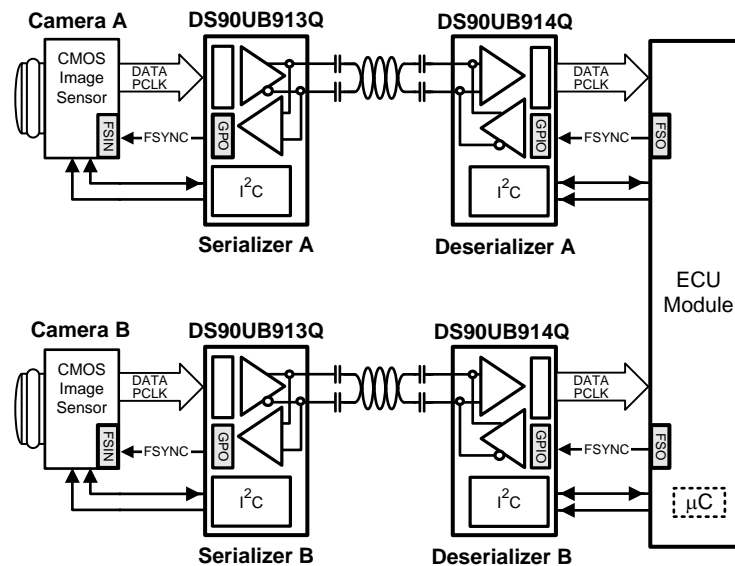 Camera A
DS90UB913Q
DS90UB914Q
CMOS
Image
Sensor
DATA
PCLK
DATA
PCLK
FSIN
FSYNC
GPO
GPIO
FSYNC
FSO
I²C
I²C
Serializer A
Deserializer A
ECU
Module
Camera B
DS90UB913Q
DS90UB914Q
CMOS
Image
Sensor
DATA
PCLK
DATA
PCLK
FSIN
FSYNC
GPO
GPIO
FSYNC
FSO
I²C
I²C
μC
Serializer B
Deserializer B